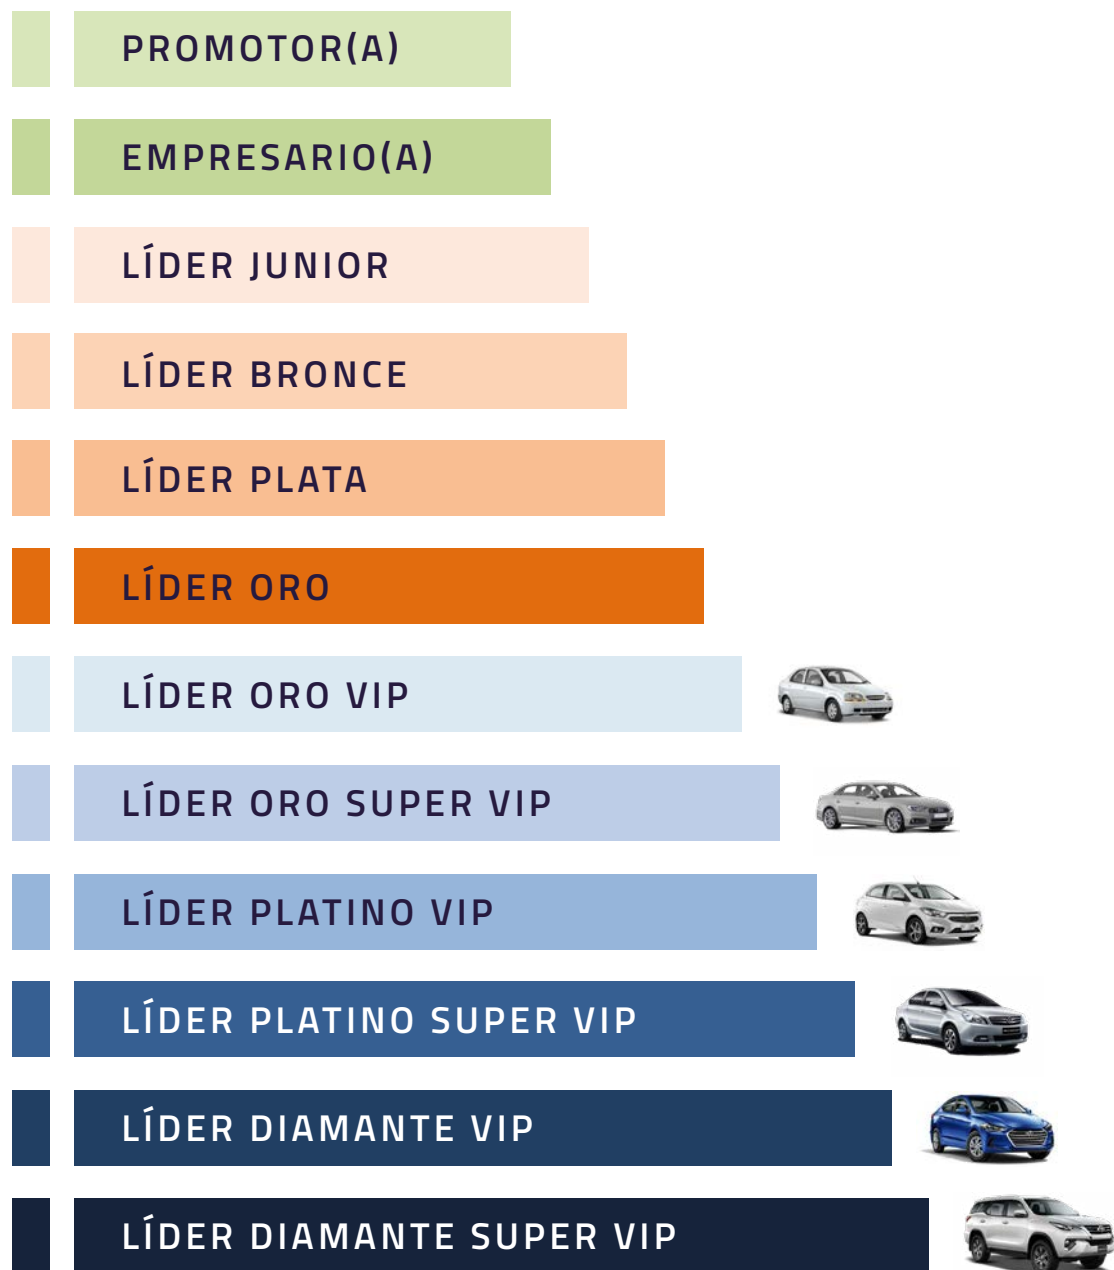 PROMOTOR(A)
EMPRESARIO(A)
LÍDER JUNIOR
LÍDER BRONCE
LÍDER PLATA
LÍDER ORO
LÍDER ORO VIP
LÍDER ORO SUPER VIP
LÍDER PLATINO VIP
LÍDER PLATINO SUPER VIP
LÍDER DIAMANTE VIP
LÍDER DIAMANTE SUPER VIP